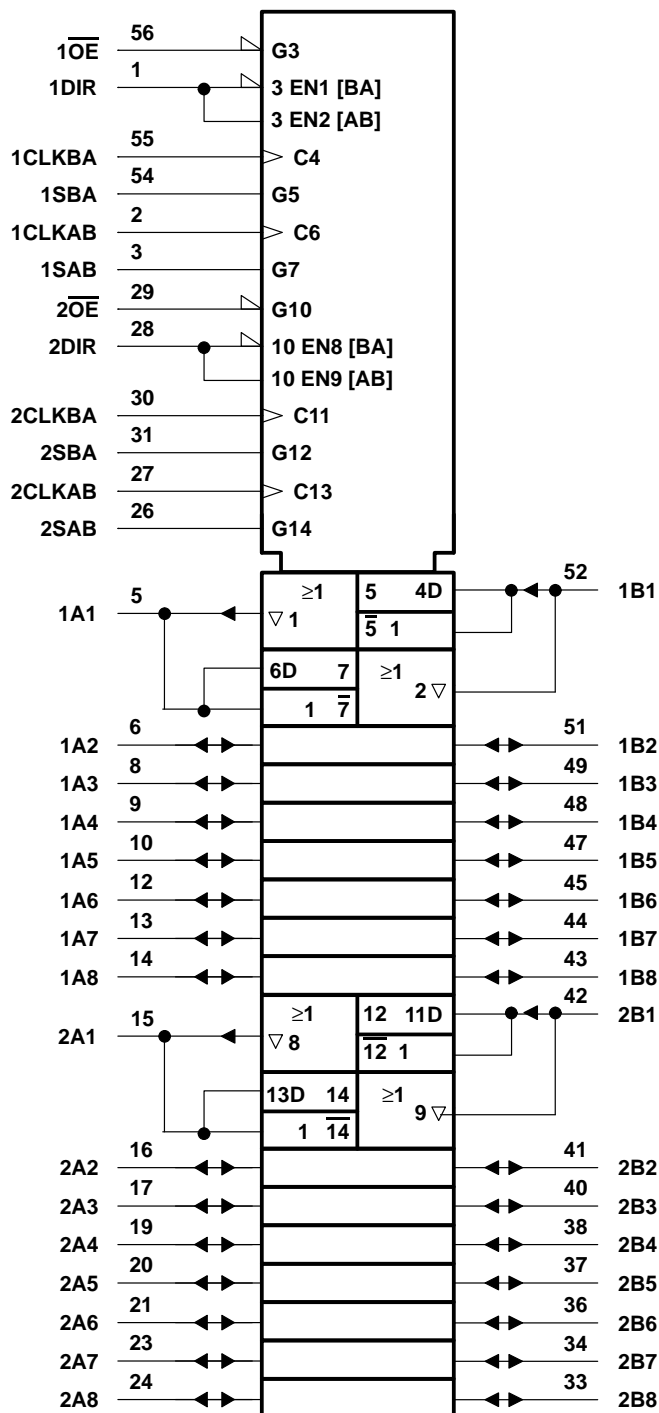 56
1O̅E̅ G3
1
1DIR 3 EN1 [BA]
3 EN2 [AB]
55
1CLKBA C4
54
1SBA G5
2
1CLKAB C6
3
1SAB G7
29
2O̅E̅ G10
28
2DIR 10 EN8 [BA]
10 EN9 [AB]
30
2CLKBA C11
31
2SBA G12
27
2CLKAB C13
26
2SAB G14
5 ≥1 5 4D 52
1A1 ▽ 1 5̅ 1 1B1
6D 7 ≥1
1 7̅ 2 ▽
6 51
1A2 1B2
8 49
1A3 1B3
9 48
1A4 1B4
10 47
1A5 1B5
12 45
1A6 1B6
13 44
1A7 1B7
14 43
1A8 1B8
15 ≥1 12 11D 42
2A1 ▽ 8 1̅2̅ 1 2B1
13D 14 ≥1
1 1̅4̅ 9 ▽
16 41
2A2 2B2
17 40
2A3 2B3
19 38
2A4 2B4
20 37
2A5 2B5
21 36
2A6 2B6
23 34
2A7 2B7
24 33
2A8 2B8